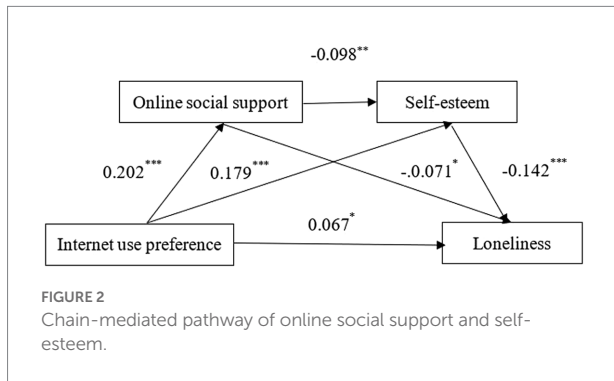 -0.098**
Online social support
Self-esteem
0.202***
0.179***
-.0.071*
-0.142***
0.067*
Internet use preference
Loneliness
FIGURE 2
Chain-mediated pathway of online social support and self-
esteem.